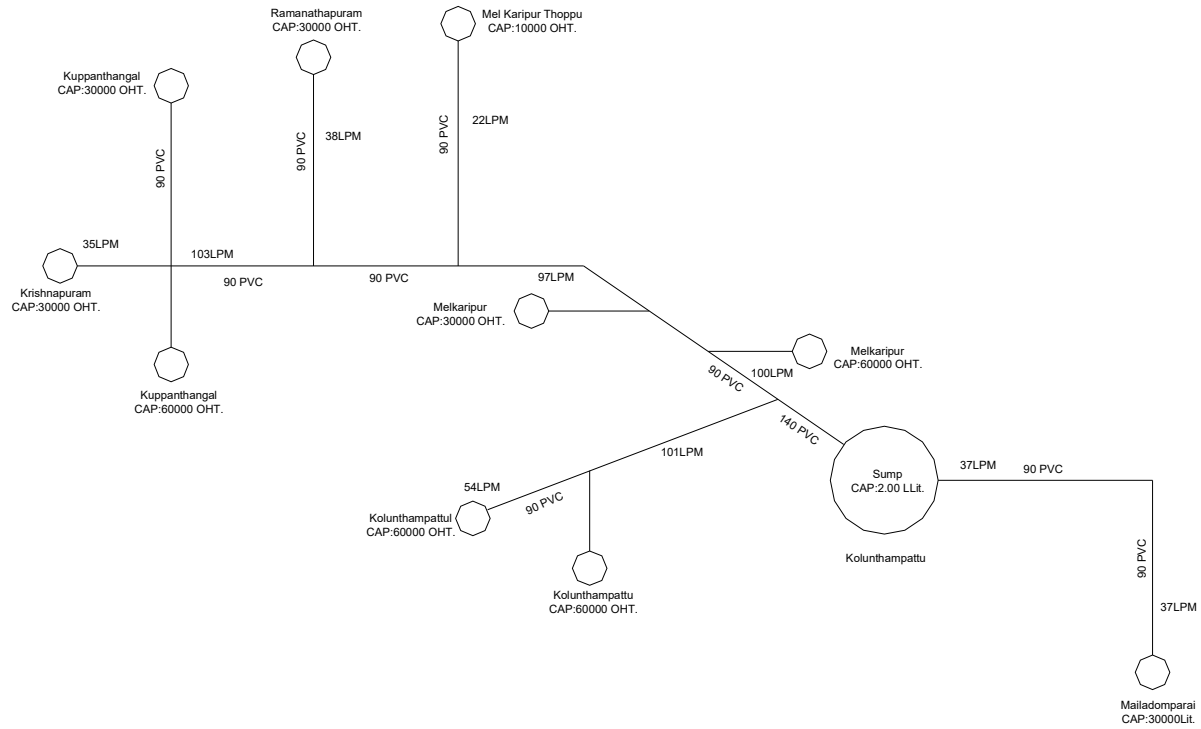 Ramanathapuram
CAP:30000 OHT.
Mel Karipur Thoppu
CAP:10000 OHT.
Kuppanthangal
CAP:30000 OHT.
90 PVC
38LPM
90 PVC
22LPM
90 PVC
35LPM
103LPM
90 PVC
90 PVC
97LPM
Krishnapuram
CAP:30000 OHT.
Melkaripur
CAP:30000 OHT.
Melkaripur
CAP:60000 OHT.
100LPM
90 PVC
Kuppanthangal
CAP:60000 OHT.
140 PVC
101LPM
Sump
CAP:2.00 LLit.
37LPM
90 PVC
54LPM
90 PVC
Kolunthampattul
CAP:60000 OHT.
Kolunthampattu
90 PVC
Kolunthampattu
CAP:60000 OHT.
37LPM
Mailadomparai
CAP:30000Lit.